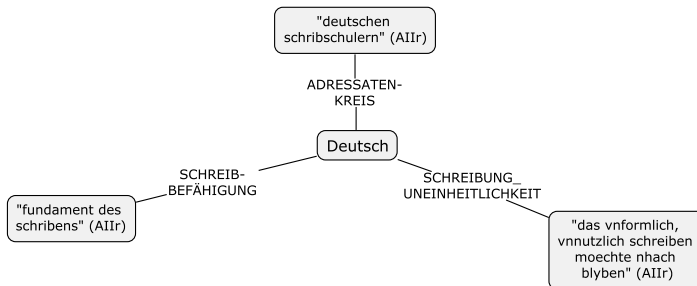 "deutschen
schribschulern" (AIIr)
ADRESSATEN-
KREIS
Deutsch
SCHREIB-
BEFÄHIGUNG
SCHREIBUNG_
UNEINHEITLICHKEIT
"fundament des
schribens" (AIIr)
"das vnformlich,
vnnutzlich schreiben
moechte nhach
blyben" (AIIr)